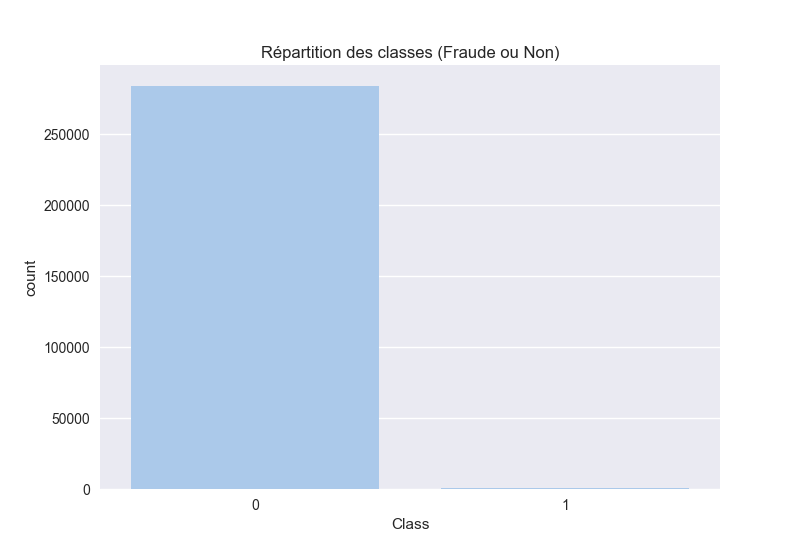 Répartition des classes (Fraude ou Non)
250000
200000
150000
100000
50000
0
count
0 1
Class